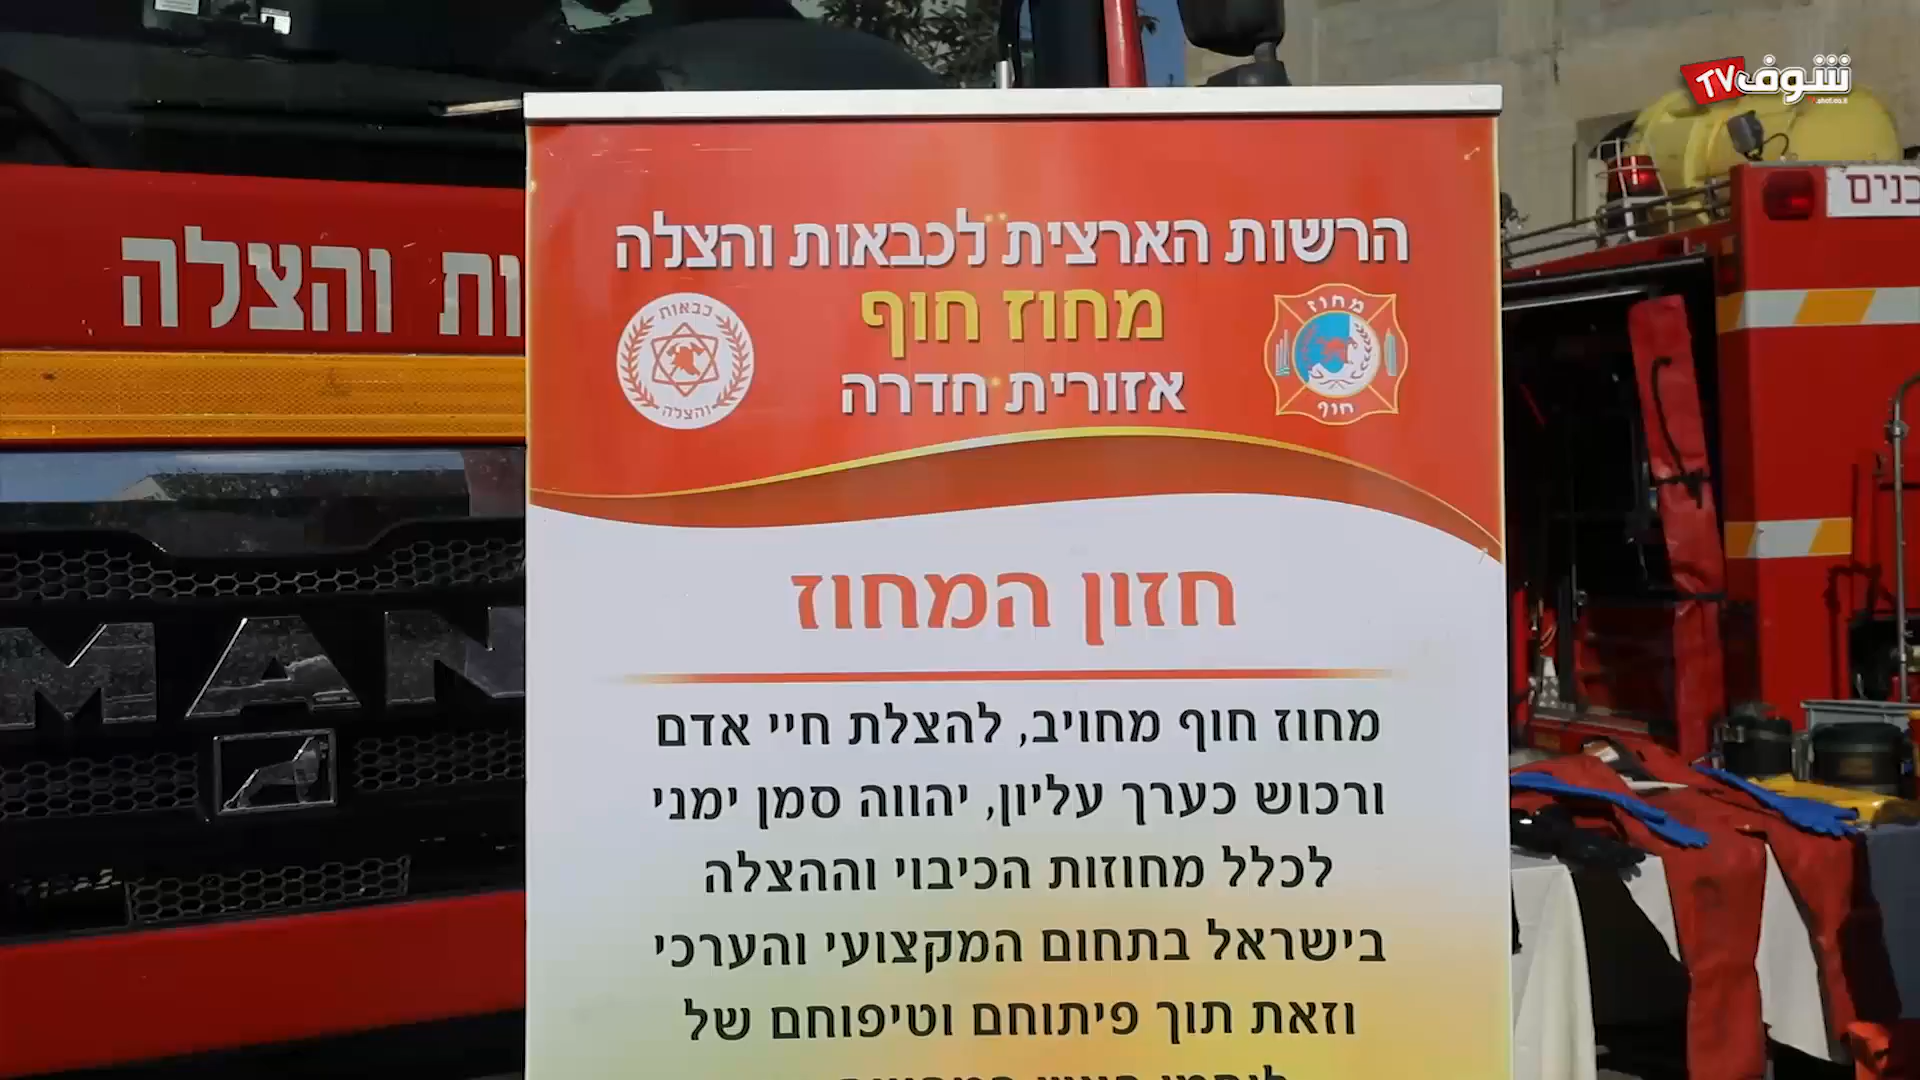 TV شوف
כבנים
הרשות הארצית לכבאות והצלה
מחוז חוף
אזורית חדרה
כבאות
והצלה
מחוז
חוף
ות והצלה
MAN
חזון המחוז
מחוז חוף מחויב, להצלת חיי אדם
ורכוש כערך עליון, יהווה סמן ימני
לכלל מחוזות הכיבוי וההצלה
בישראל בתחום המקצועי והערכי
וזאת תוך פיתוחם וטיפוחם של